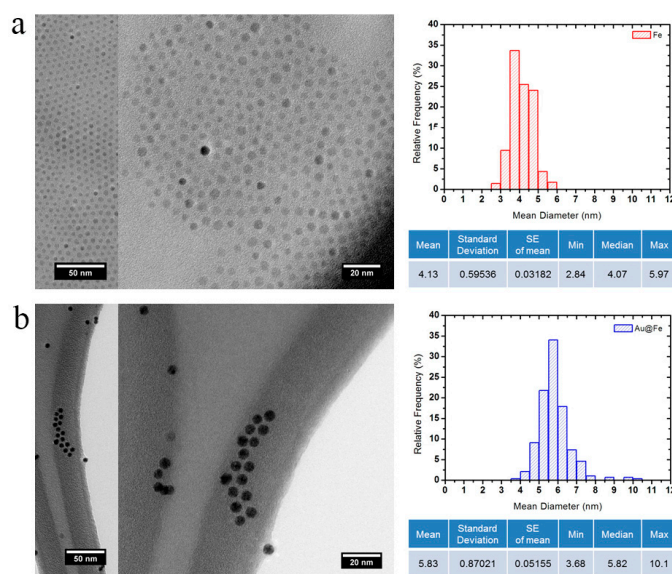 a
50 nm
20 nm
Relative Frequency (%)
40
35
30
25
20
15
10
5
0
Fe
0 1 2 3 4 5 6 7 8 9 10 11 12
Mean Diameter (nm)
Mean Standard Deviation SE of mean Min Median Max
4.13 0.59536 0.03182 2.84 4.07 5.97
b
50 nm
20 nm
Relative Frequency (%)
40
35
30
25
20
15
10
5
0
Au@Fe
0 1 2 3 4 5 6 7 8 9 10 11 12
Mean Diameter (nm)
Mean Standard Deviation SE of mean Min Median Max
5.83 0.87021 0.05155 3.68 5.82 10.1